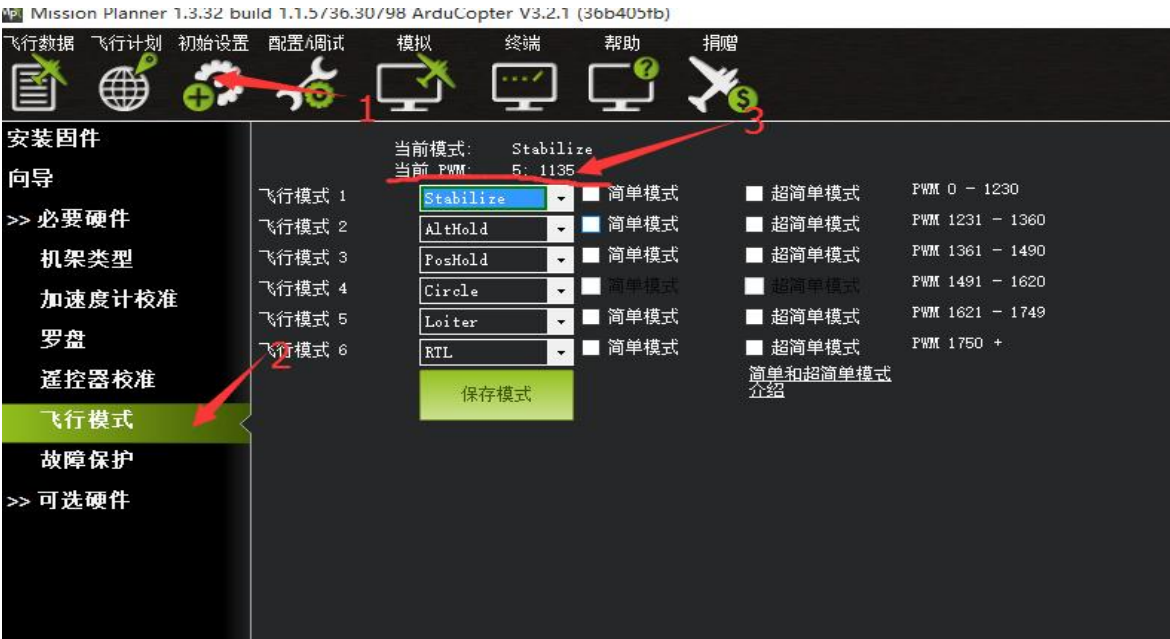 Mission Planner 1.3.32 build 1.1.5736.30798 ArduCopter V3.2.1 (36b405fb)
飞行数据 飞行计划 初始设置 配置/调试 模拟 终端 帮助 捐赠
1
3
安装固件
向导
>> 必要硬件
机架类型
加速度计校准
罗盘
遥控器校准
飞行模式
故障保护
>> 可选硬件
2
当前模式: Stabilize
当前 PWM: 5: 1135
飞行模式 1 Stabilize 简单模式 超简单模式 PWM 0 - 1230
飞行模式 2 AltHold 简单模式 超简单模式 PWM 1231 - 1360
飞行模式 3 PosHold 简单模式 超简单模式 PWM 1361 - 1490
飞行模式 4 Circle 简单模式 超简单模式 PWM 1491 - 1620
飞行模式 5 Loiter 简单模式 超简单模式 PWM 1621 - 1749
飞行模式 6 RTL 简单模式 超简单模式 PWM 1750 +
保存模式
简单和超简单模式
介绍